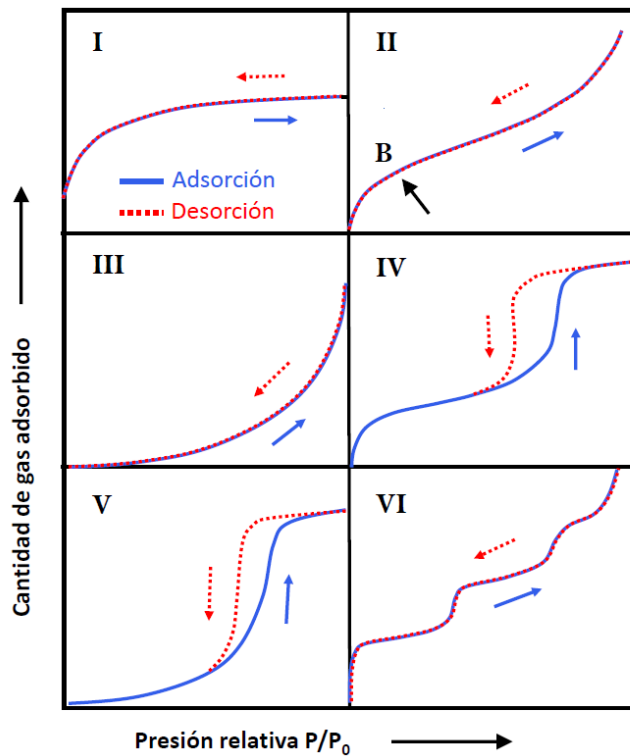 I
II
B
Adsorción
Desorción
III
IV
V
VI
Cantidad de gas adsorbido
Presión relativa P/P0